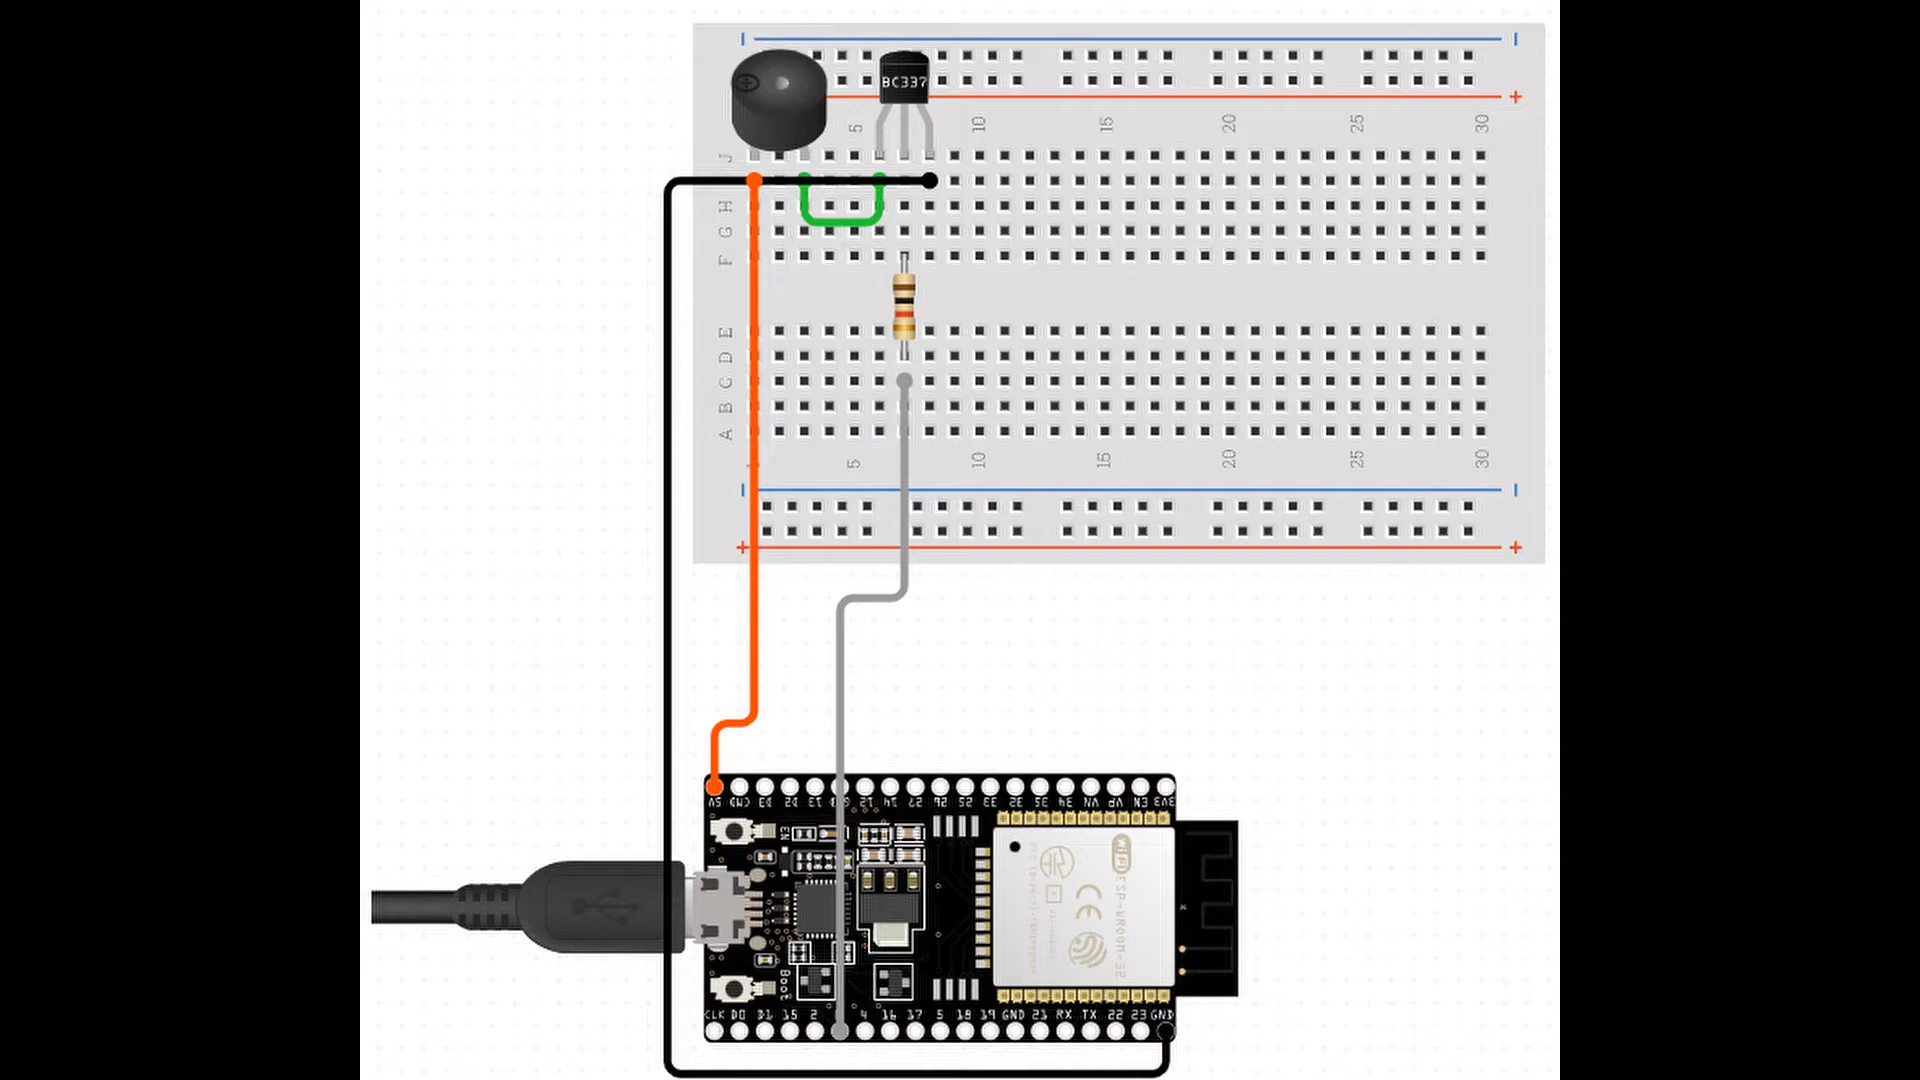 BC337
5 10 15 20 25 30
J
H
G
F
E
D
C
B
A
5 10 15 20 25 30
5V CMD D3 D2 13 12 14 27 26 25 33 32 35 34 VN VP EN 3V3
EN
WiFi
ESP-WROOM-32
CE
Boot
CLK D0 D1 15 2 4 16 17 5 18 19 GND 21 RX TX 22 23 GND